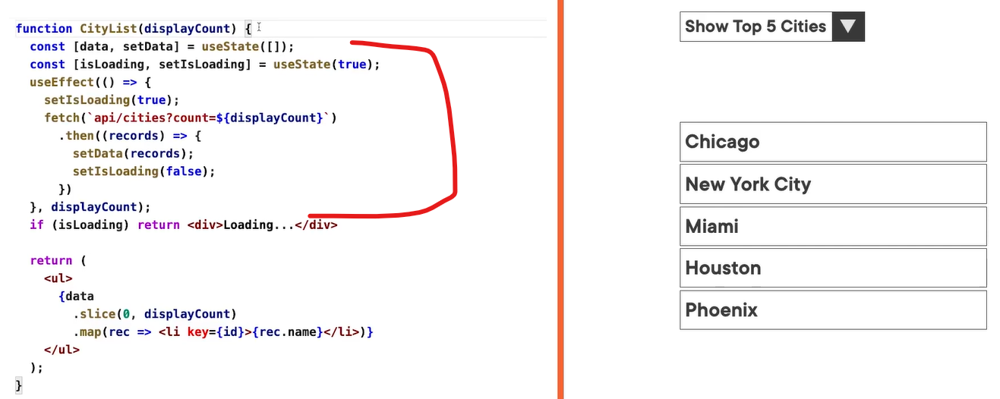 function CityList(displayCount) {
const [data, setData] = useState([]);
const [isLoading, setIsLoading] = useState(true);
useEffect(() => {
setIsLoading(true);
fetch(`api/cities?count=${displayCount}`)
.then((records) => {
setData(records);
setIsLoading(false);
})
}, displayCount);
if (isLoading) return <div>Loading...</div>
return (
<ul>
{data
.slice(0, displayCount)
.map(rec => <li key={id}>{rec.name}</li>)}
</ul>
);
}
Show Top 5 Cities
Chicago
New York City
Miami
Houston
Phoenix